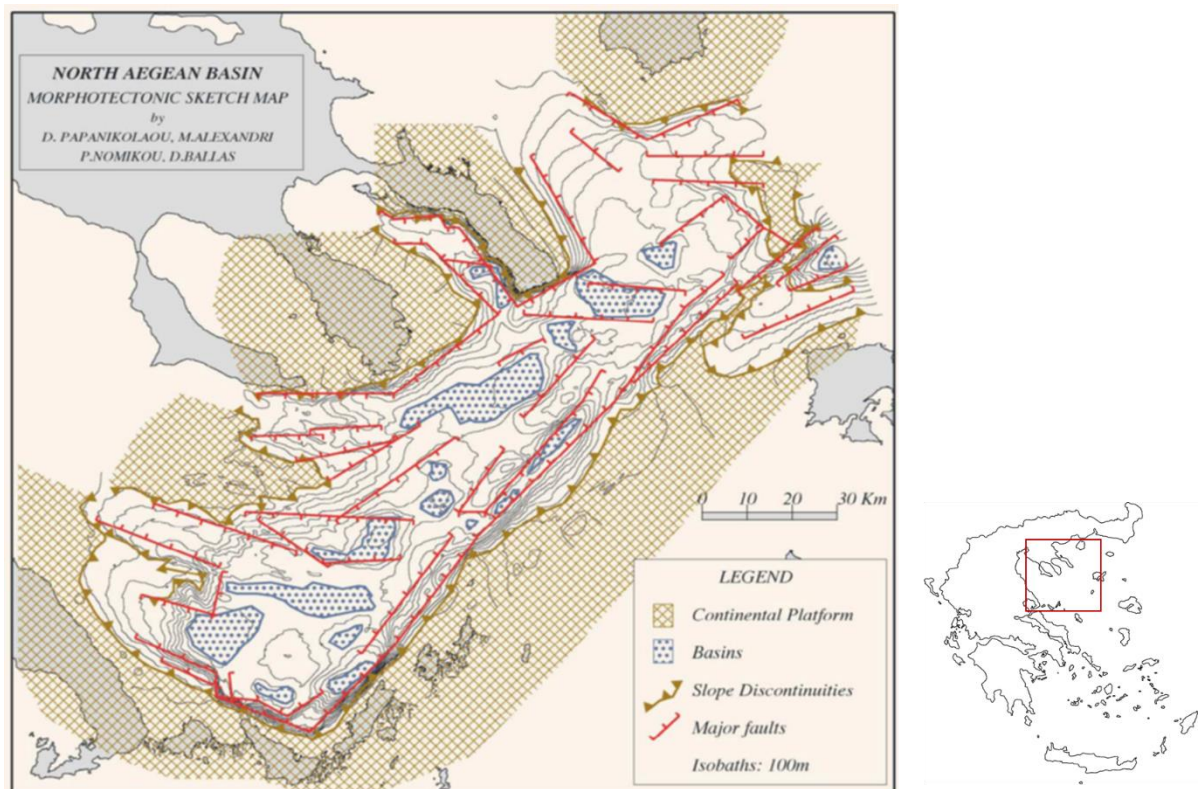 NORTH AEGEAN BASIN
MORPHOTECTONIC SKETCH MAP
by
D. PAPANIKOLAOU, M.ALEXANDRI
P.NOMIKOU, D.BALLAS
0 10 20 30 Km
LEGEND
Continental Platform
Basins
Slope Discontinuities
Major faults
Isobaths: 100m